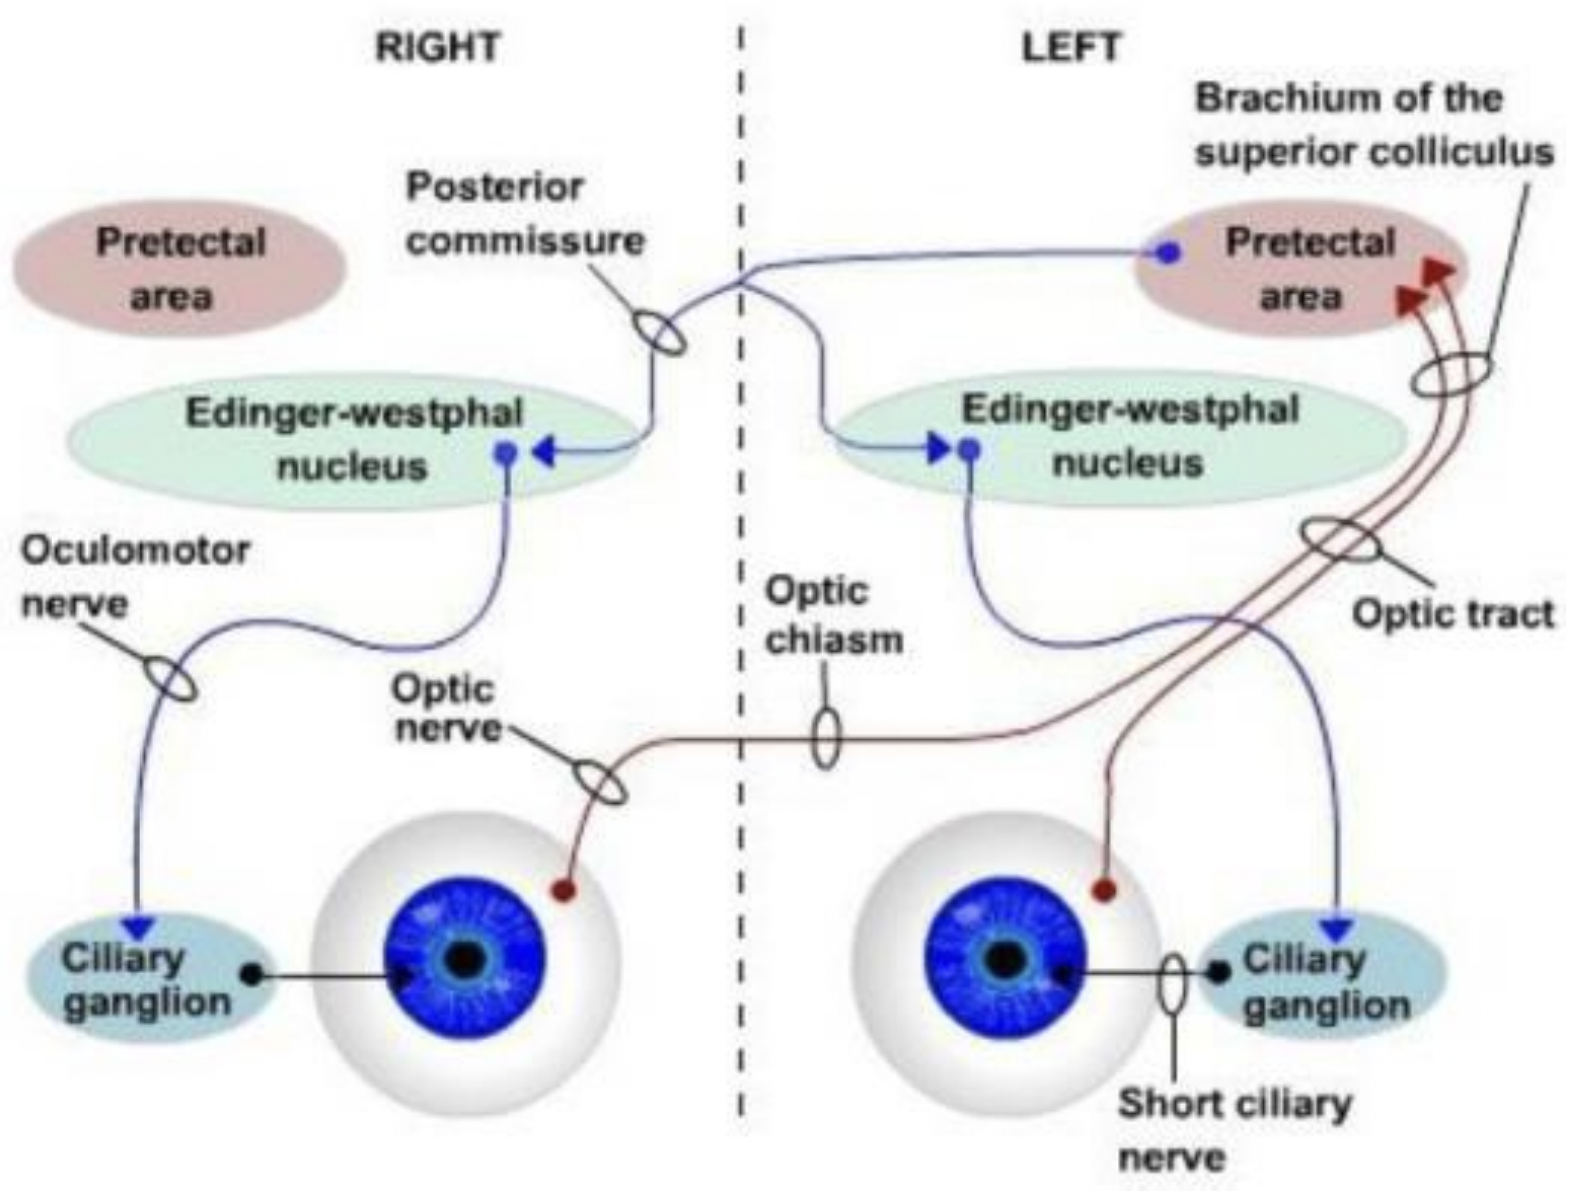 RIGHT
LEFT
Brachium of the
superior colliculus
Posterior
commissure
Pretectal
area
Pretectal
area
Edinger-westphal
nucleus
Edinger-westphal
nucleus
Oculomotor
nerve
Optic
chiasm
Optic tract
Optic
nerve
Ciliary
ganglion
Ciliary
ganglion
Short ciliary
nerve